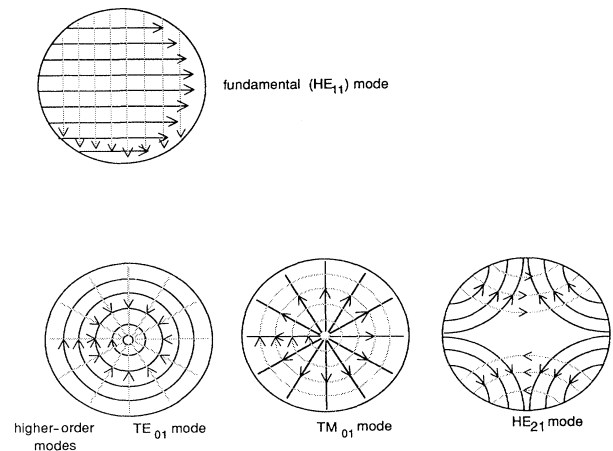 fundamental (HE11) mode
higher-order modes
TE 01 mode
TM 01 mode
HE21 mode